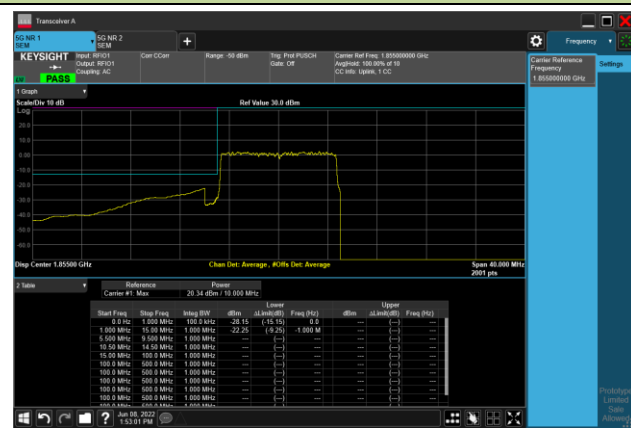 Transceiver A
5G NR 1
SEM
5G NR 2
SEM
Frequency
KEYSIGHT
Input: RFIO1
Output: RFIO1
Coupling: AC
Corr CCorr
Range: -50 dBm
Trig: Prot PUSCH
Gate: Off
Carrier Ref Freq: 1.855000000 GHz
Avg|Hold: 100.00% of 10
CC Info: Uplink, 1 CC
PASS
Carrier Reference
Frequency
1.855000000 GHz
Settings
1 Graph
Scale/Div 10 dB
Ref Value 30.0 dBm
Log
20.0
10.0
0.00
-10.0
-20.0
-30.0
-40.0
-50.0
-60.0
Disp Center 1.85500 GHz
Chan Det: Average , #Offs Det: Average
Span 40.000 MHz
2001 pts
2 Table
Reference Power
Carrier #1: Max 20.34 dBm / 10.000 MHz
Lower Upper
Start Freq Stop Freq Integ BW dBm ΔLimit(dB) Freq (Hz) dBm ΔLimit(dB) Freq (Hz)
0.0 Hz 1.000 MHz 100.0 kHz -28.15 (-15.15) 0.0 --- (---) ---
1.000 MHz 15.00 MHz 1.000 MHz -22.25 (-9.25) -1.000 M --- (---) ---
5.500 MHz 9.500 MHz 1.000 MHz --- (---) --- --- (---) ---
10.50 MHz 14.50 MHz 1.000 MHz --- (---) --- --- (---) ---
15.00 MHz 100.0 MHz 1.000 MHz --- (---) --- --- (---) ---
100.0 MHz 500.0 MHz 1.000 MHz --- (---) --- --- (---) ---
100.0 MHz 500.0 MHz 1.000 MHz --- (---) --- --- (---) ---
100.0 MHz 500.0 MHz 1.000 MHz --- (---) --- --- (---) ---
100.0 MHz 500.0 MHz 1.000 MHz --- (---) --- --- (---) ---
100.0 MHz 500.0 MHz 1.000 MHz --- (---) --- --- (---) ---
Prototype
Limited
Sale
Allowed
Jun 08, 2022
1:53:01 PM